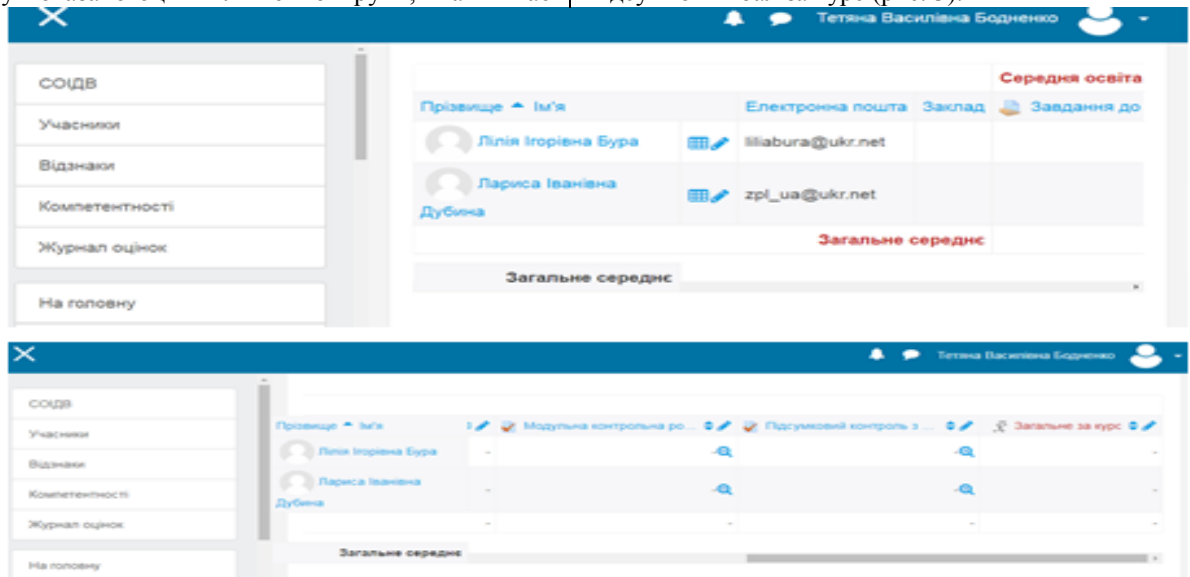 Тетяна Василівна Бодненко
СОІДВ
Учасники
Відзнаки
Компетентності
Журнал оцінок
На головну
Середня освіта
Прізвище Ім'я Електронна пошта Заклад Завдання до
Лілія Ігорівна Бура liliabura@ukr.net
Лариса Іванівна
Дубина zpl_ua@ukr.net
Загальне середнє
Загальне середнє
Тетяна Василівна Бодненко
СОІДВ
Учасники
Відзнаки
Компетентності
Журнал оцінок
На головну
Прізвище Ім'я Модульна контрольна ро... Підсумковий контроль з ... Загальне за курс
Лілія Ігорівна Бура - - - -
Лариса Іванівна
Дубина - - - -
- - - -
Загальне середнє